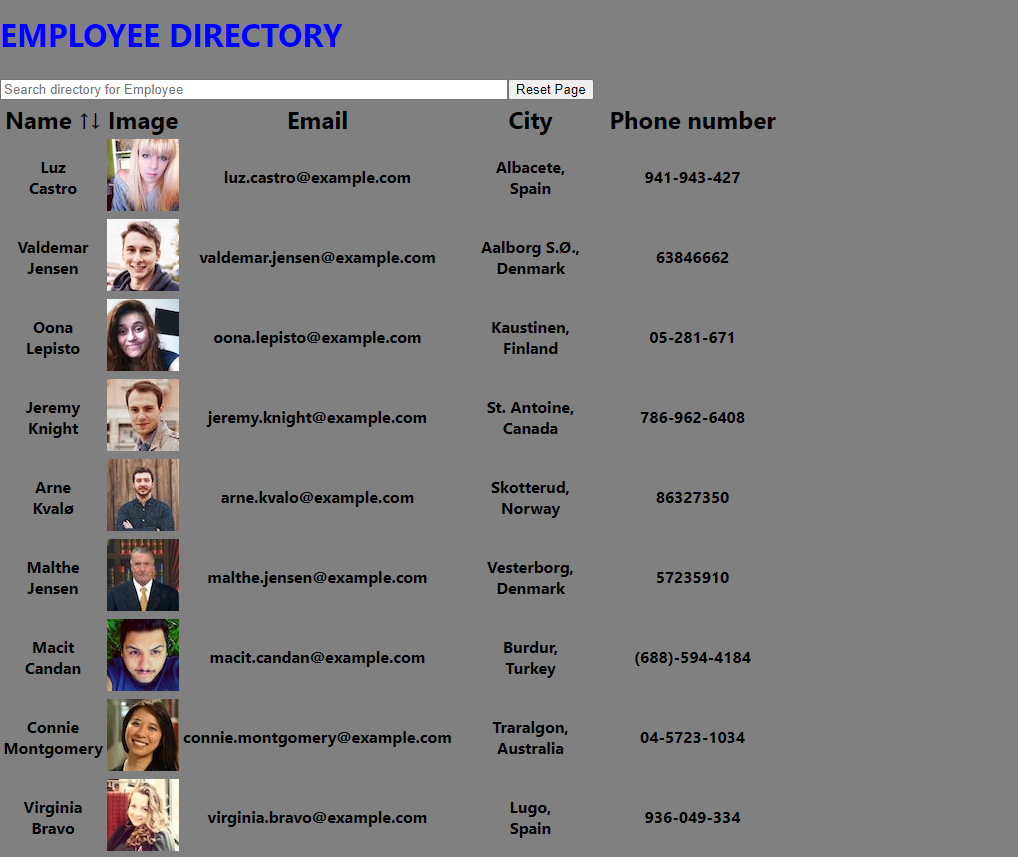 EMPLOYEE DIRECTORY
Search directory for Employee Reset Page
Name ↑↓ Image Email City Phone number
Luz
Castro
luz.castro@example.com
Albacete,
Spain
941-943-427
Valdemar
Jensen
valdemar.jensen@example.com
Aalborg S.Ø.,
Denmark
63846662
Oona
Lepisto
oona.lepisto@example.com
Kaustinen,
Finland
05-281-671
Jeremy
Knight
jeremy.knight@example.com
St. Antoine,
Canada
786-962-6408
Arne
Kvalø
arne.kvalo@example.com
Skotterud,
Norway
86327350
Malthe
Jensen
malthe.jensen@example.com
Vesterborg,
Denmark
57235910
Macit
Candan
macit.candan@example.com
Burdur,
Turkey
(688)-594-4184
Connie
Montgomery
connie.montgomery@example.com
Traralgon,
Australia
04-5723-1034
Virginia
Bravo
virginia.bravo@example.com
Lugo,
Spain
936-049-334